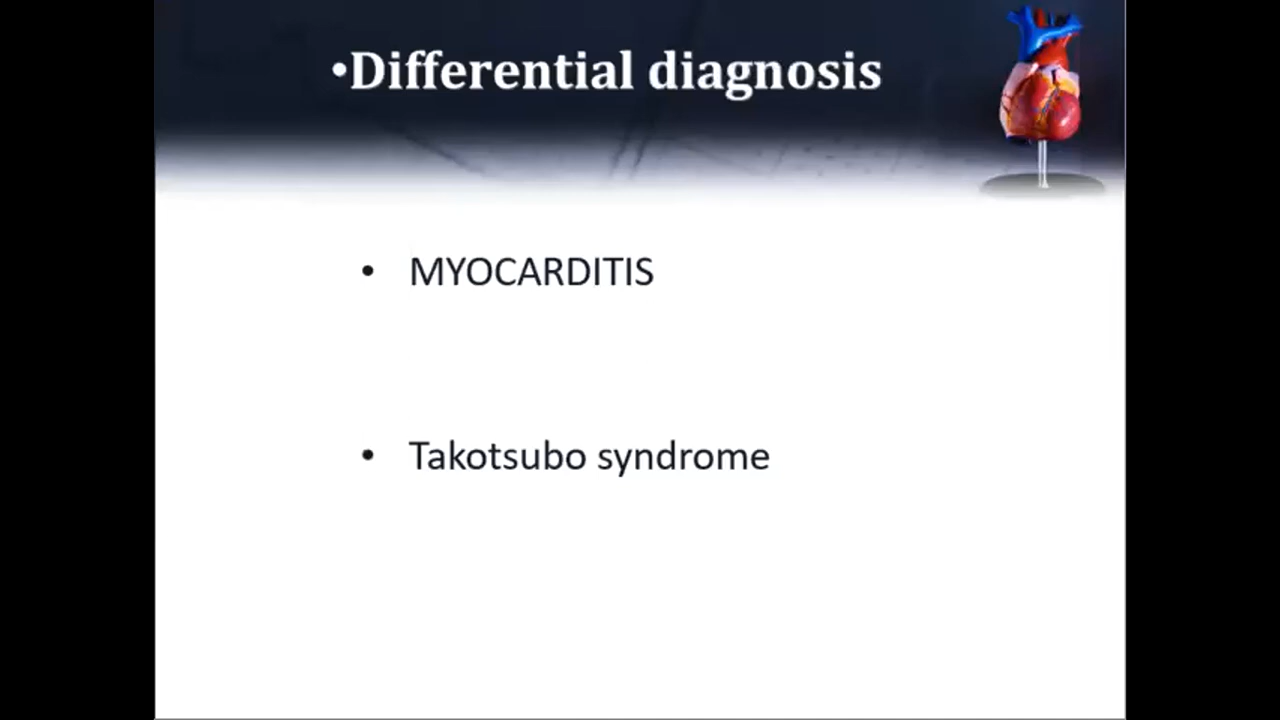 •Differential diagnosis
• MYOCARDITIS
• Takotsubo syndrome